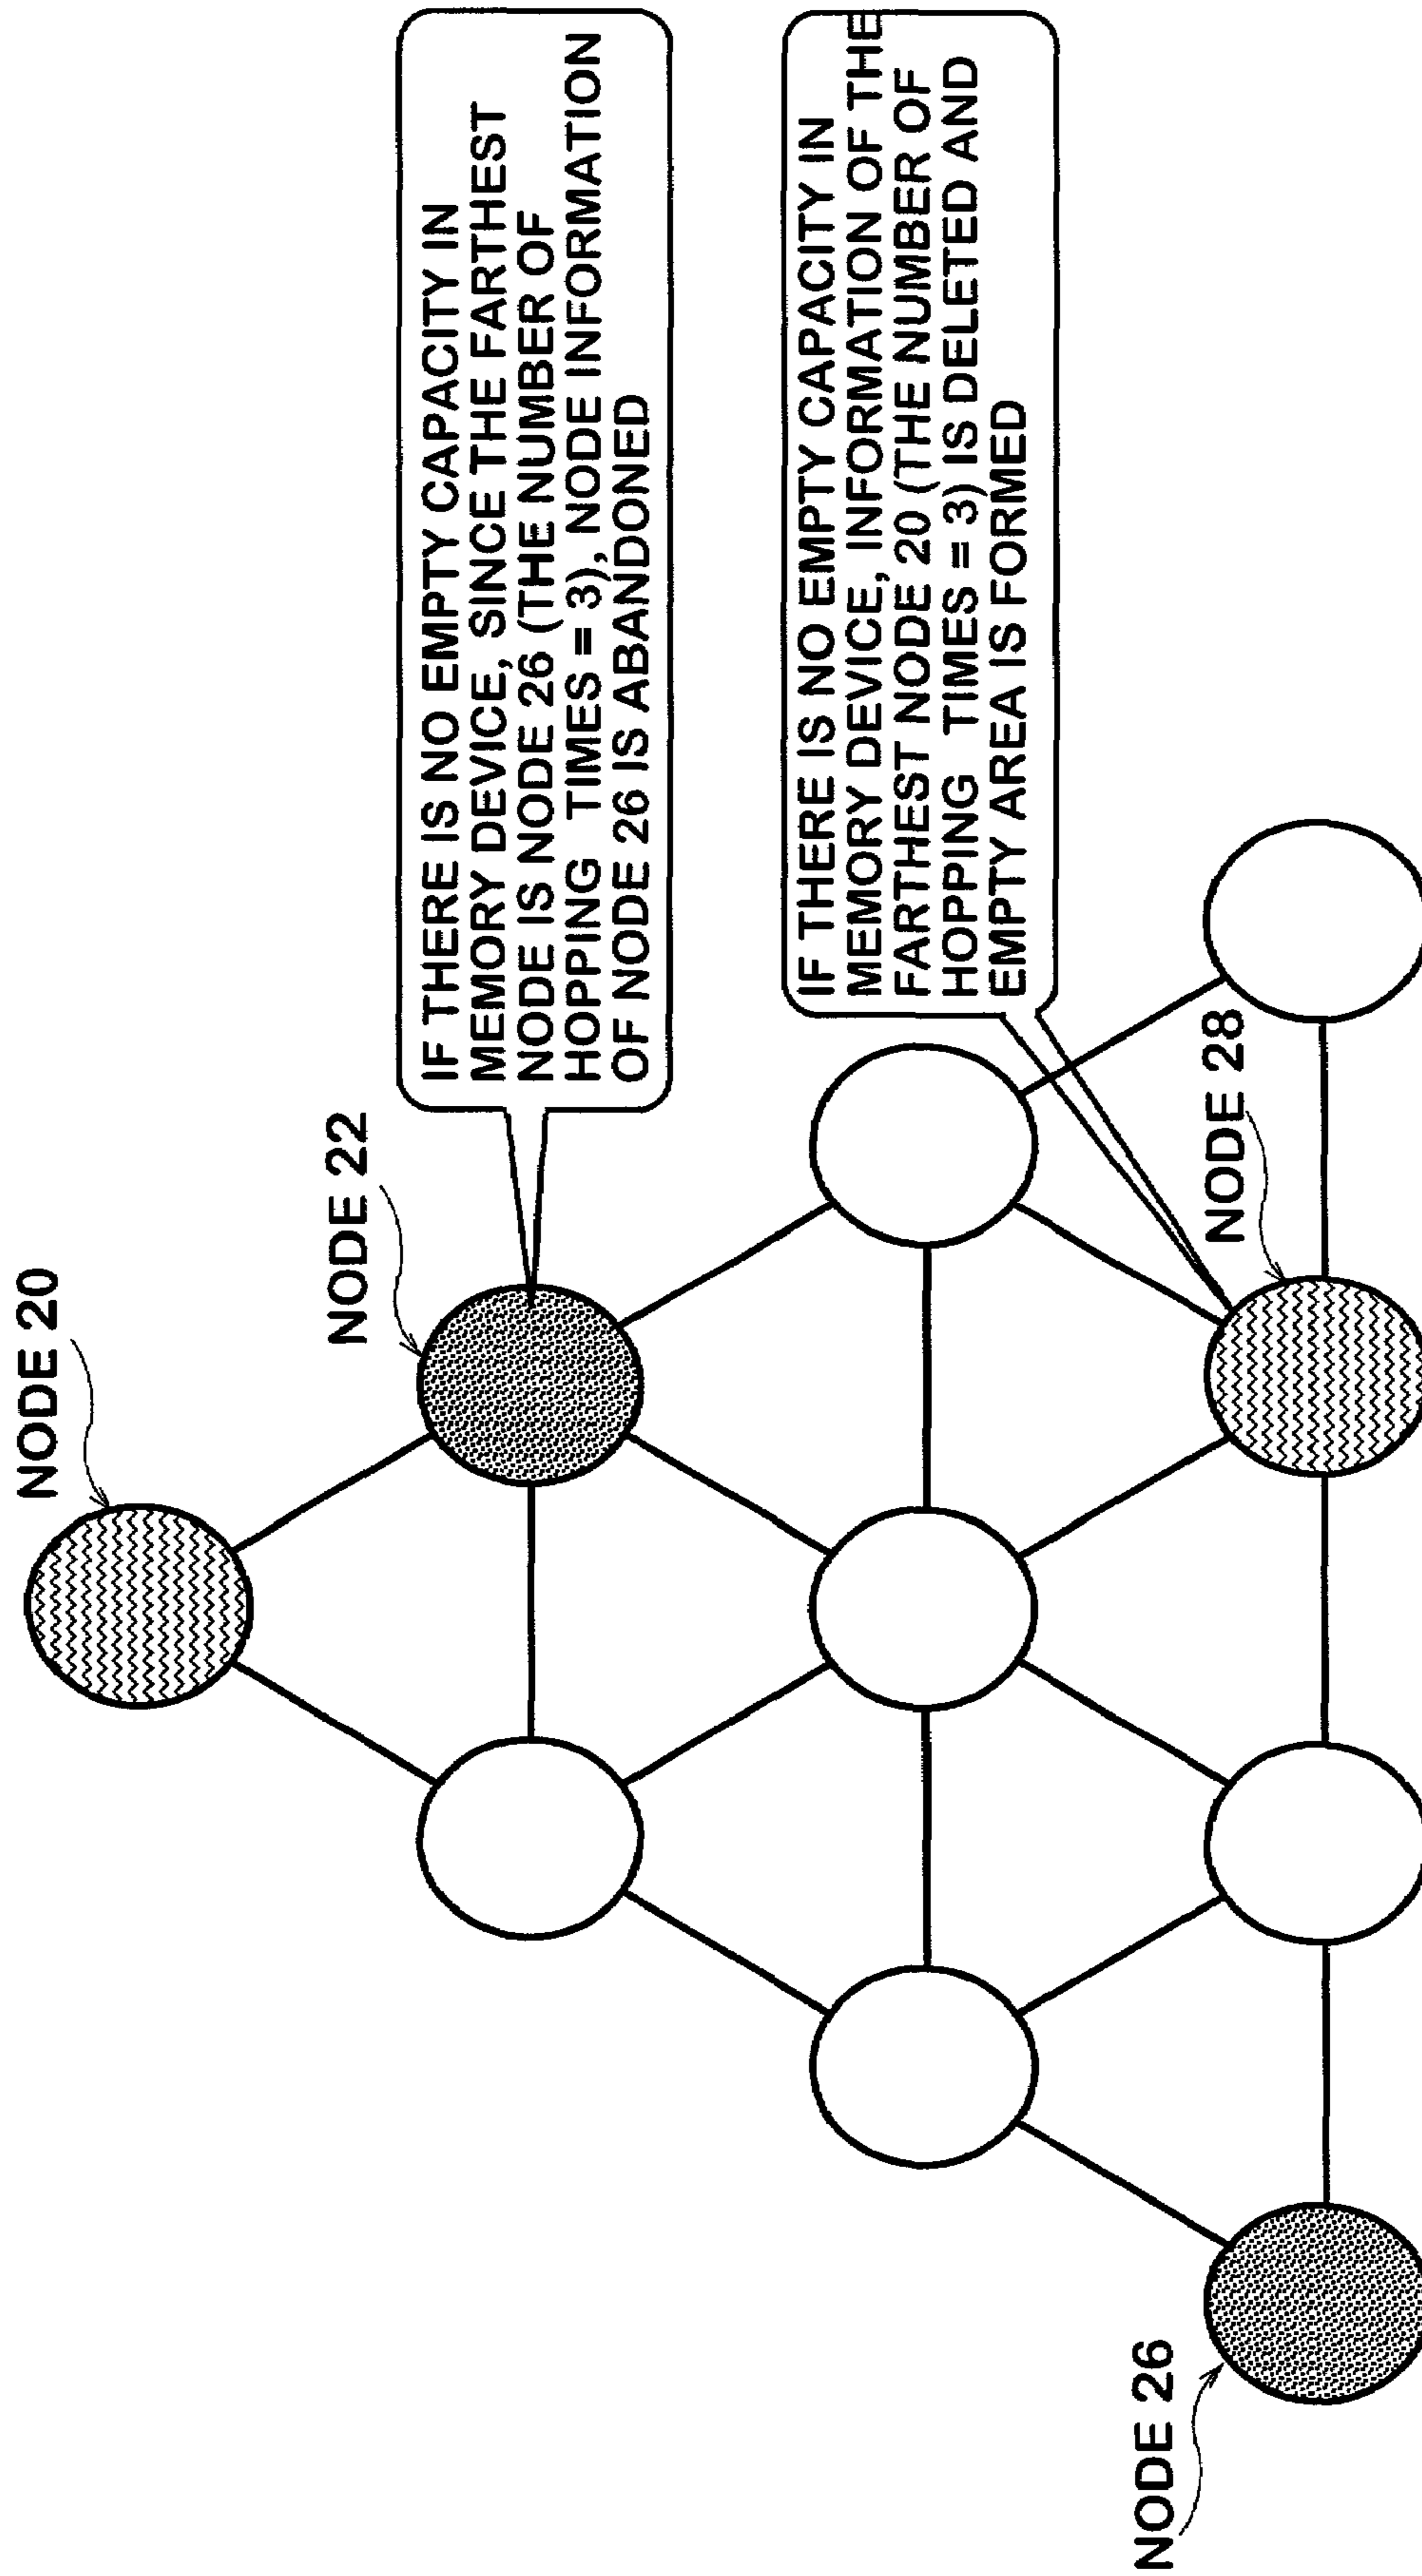 NODE 20
NODE 22
IF THERE IS NO EMPTY CAPACITY IN
MEMORY DEVICE, SINCE THE FARTHEST
NODE IS NODE 26 (THE NUMBER OF
HOPPING TIMES = 3), NODE INFORMATION
OF NODE 26 IS ABANDONED
IF THERE IS NO EMPTY CAPACITY IN
MEMORY DEVICE, INFORMATION OF THE
FARTHEST NODE 20 (THE NUMBER OF
HOPPING TIMES = 3) IS DELETED AND
EMPTY AREA IS FORMED
NODE 28
NODE 26